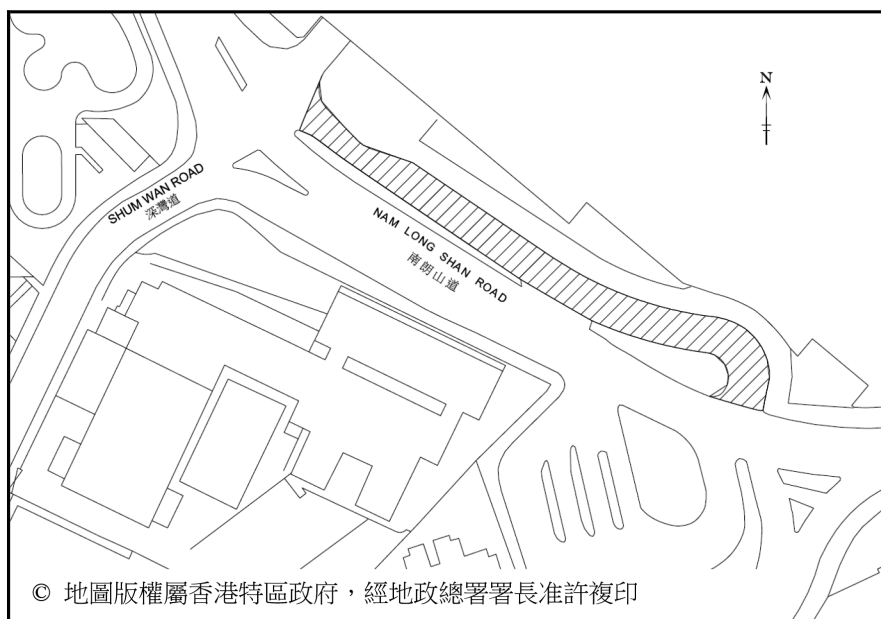 N
SHUM WAN ROAD
深灣道
NAM LONG SHAN ROAD
南朗山道
© 地圖版權屬香港特區政府，經地政總署署長准許複印